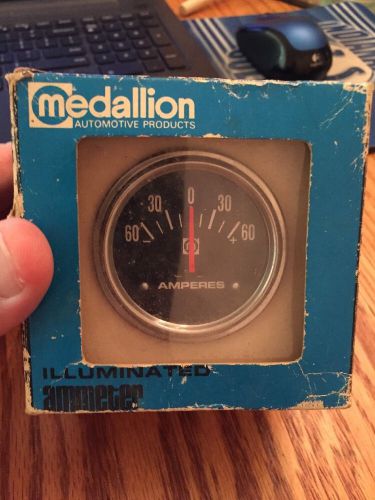 medallion
AUTOMOTIVE PRODUCTS
60 30 0 30 60
- +
AMPERES
ILLUMINATED
ammeter